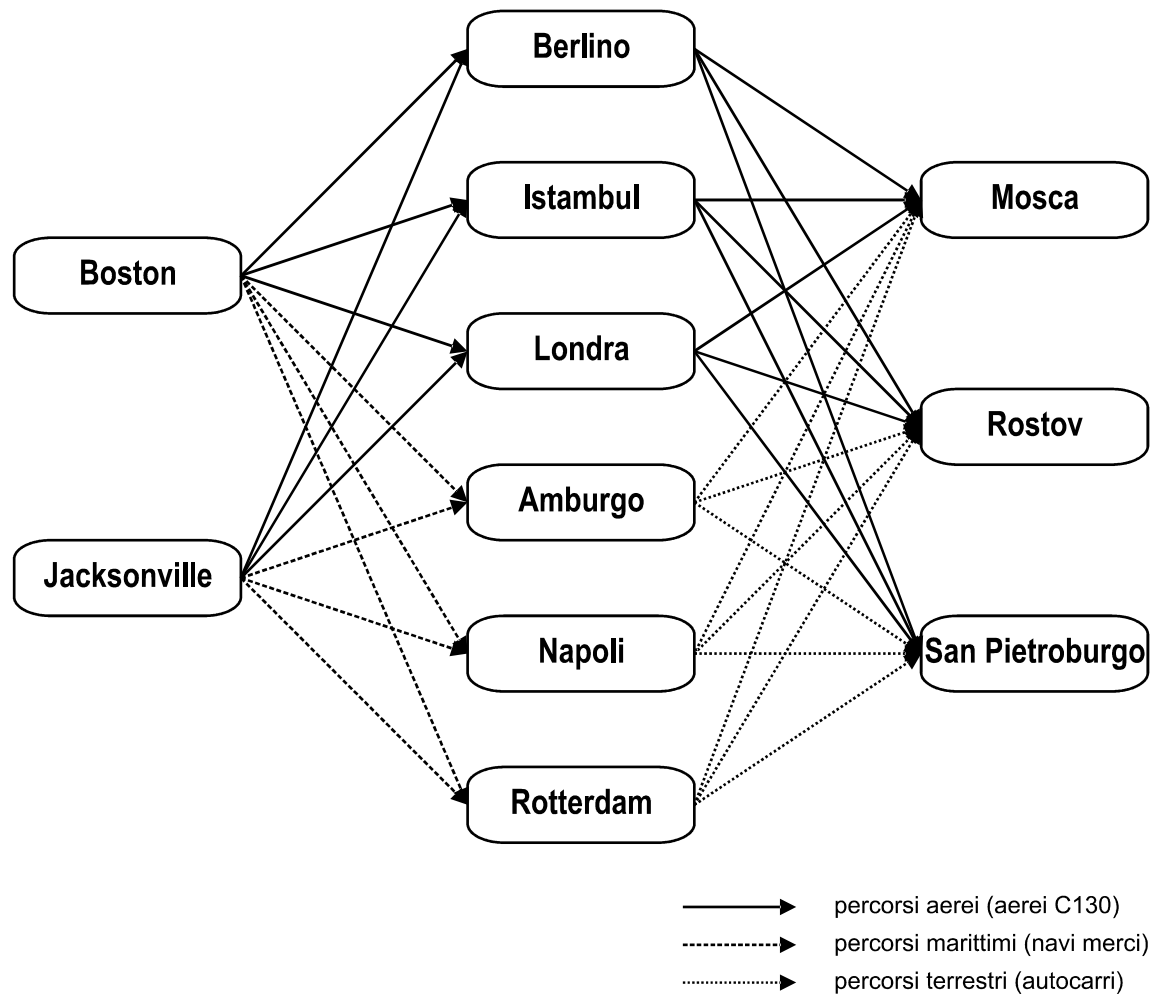 Berlino
Istambul
Mosca
Boston
Londra
Rostov
Amburgo
Jacksonville
Napoli
San Pietroburgo
Rotterdam
percorsi aerei (aerei C130)
percorsi marittimi (navi merci)
percorsi terrestri (autocarri)